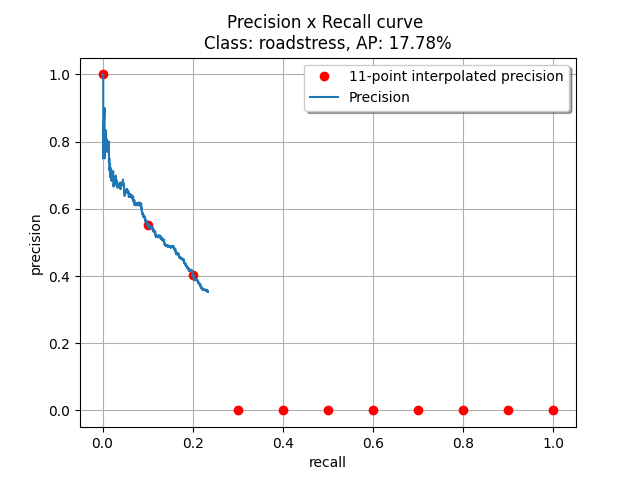 Precision x Recall curve
Class: roadstress, AP: 17.78%
11-point interpolated precision
Precision
1.0
0.8
0.6
0.4
0.2
0.0
precision
0.0 0.2 0.4 0.6 0.8 1.0
recall